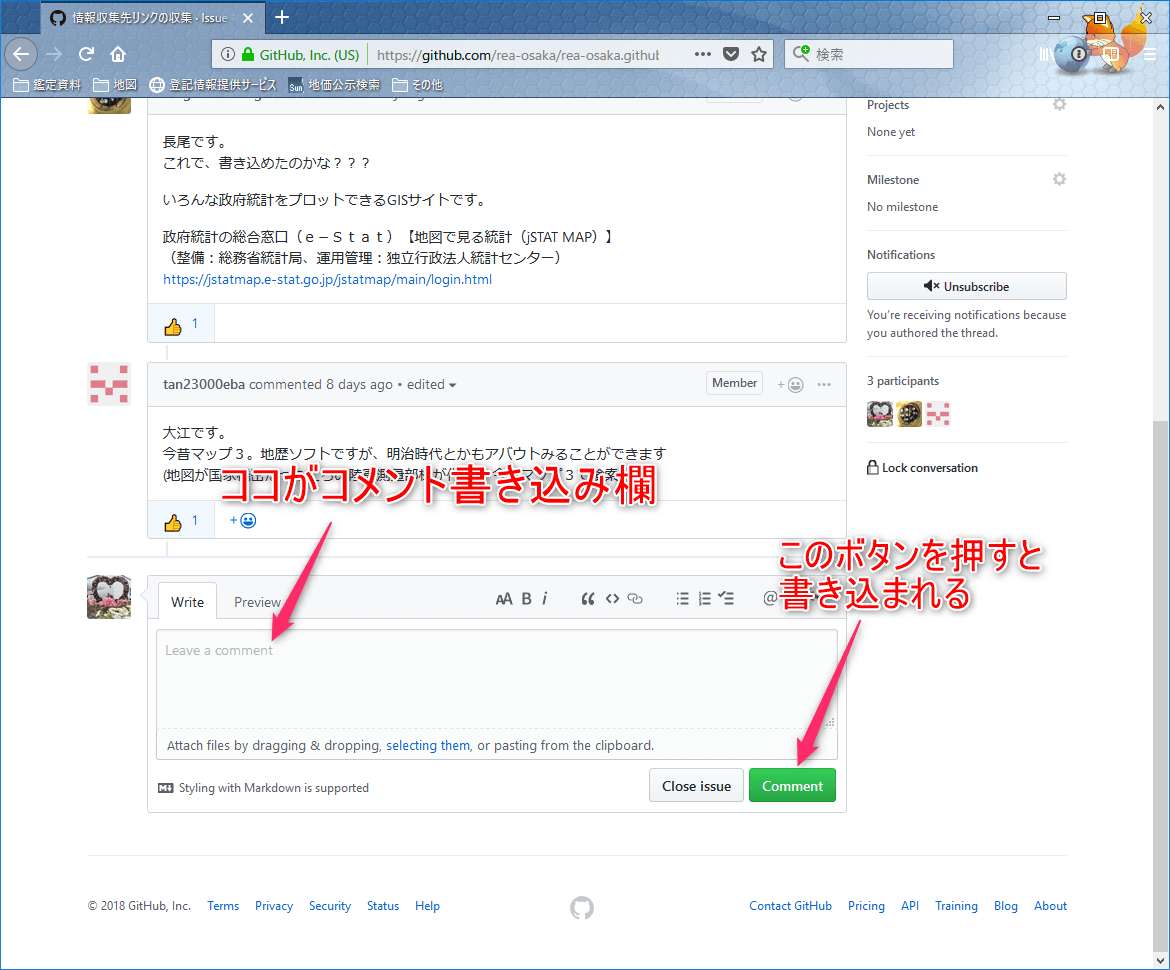 情報収集先リンクの収集 · Issue
GitHub, Inc. (US)
https://github.com/rea-osaka/rea-osaka.githul
検索
鑑定資料
地図
登記情報提供サービス
Sun
地価公示検索
その他
長尾です。
これで、書き込めたのかな？？？
いろんな政府統計をプロットできるGISサイトです。
政府統計の総合窓口（ｅ－Ｓｔａｔ）【地図で見る統計（jSTAT MAP）】
（整備：総務省統計局、運用管理：独立行政法人統計センター）
https://jstatmap.e-stat.go.jp/jstatmap/main/login.html
1
tan23000eba commented 8 days ago • edited
Member
大江です。
今昔マップ３。地歴ソフトですが、明治時代とかもアバウトみることができます
(地図が国家
ココがコメント書き込み欄
1
このボタンを押すと
書き込まれる
Write
Preview
AA B i
@
Leave a comment
Attach files by dragging & dropping, selecting them, or pasting from the clipboard.
Styling with Markdown is supported
Close issue
Comment
Projects
None yet
Milestone
No milestone
Notifications
Unsubscribe
You’re receiving notifications because
you authored the thread.
3 participants
Lock conversation
© 2018 GitHub, Inc.
Terms
Privacy
Security
Status
Help
Contact GitHub
Pricing
API
Training
Blog
About